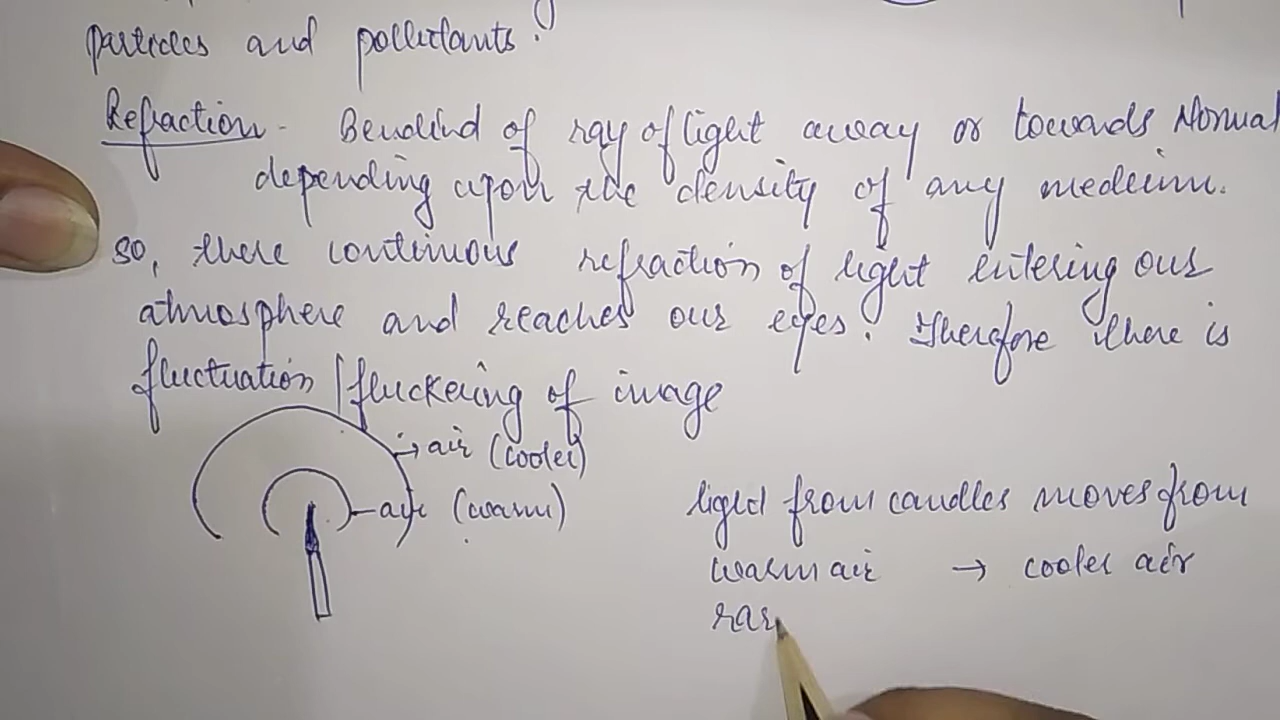 particles and pollutants.
Refraction - Bending of ray of light away or towards Normal
depending upon the density of any medium.
so, there continuous refraction of light entering our
atmosphere and reaches our eyes. Therefore there is
fluctuation / fluckering of image
→ air (cooler)
air (warm)
light from candles moves from
warm air → cooler air
rar